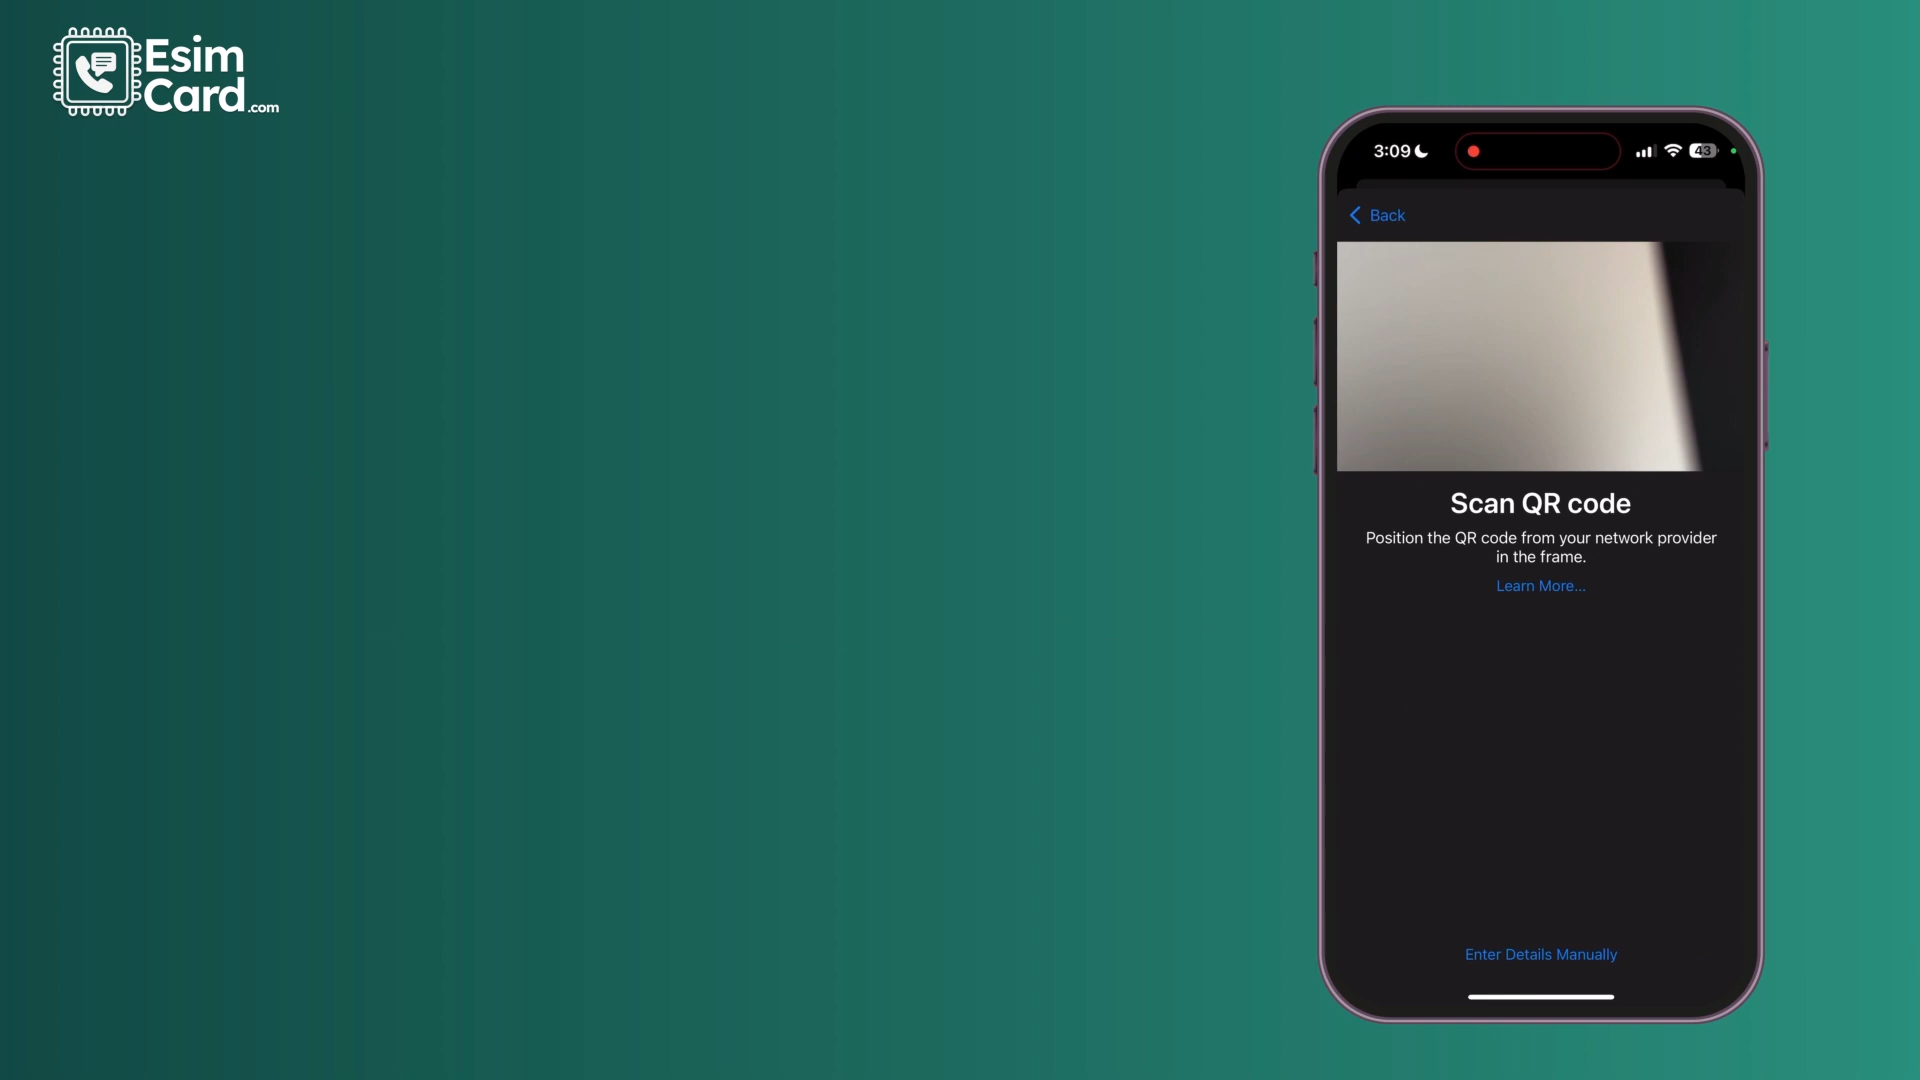 Esim
Card.com
3:09
43
Back
Scan QR code
Position the QR code from your network provider
in the frame.
Learn More...
Enter Details Manually